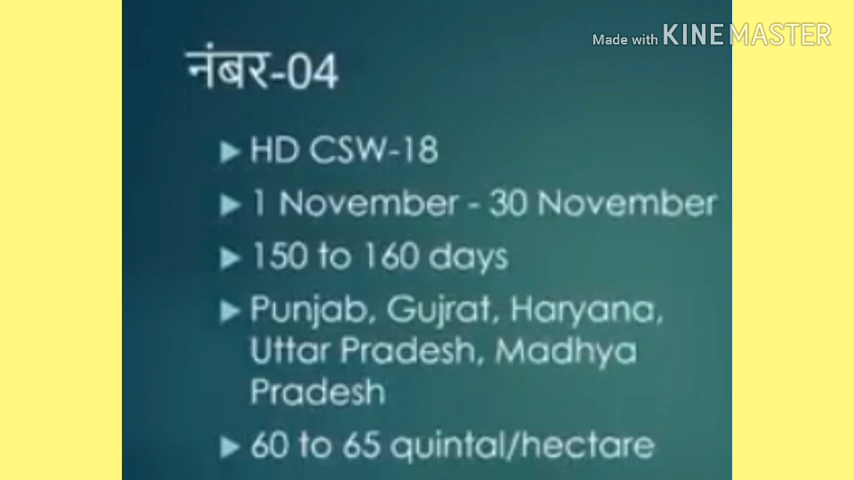 Made with KINEMASTER
नंबर-04
▶ HD CSW-18
▶ 1 November - 30 November
▶ 150 to 160 days
▶ Punjab, Gujrat, Haryana,
Uttar Pradesh, Madhya
Pradesh
▶ 60 to 65 quintal/hectare